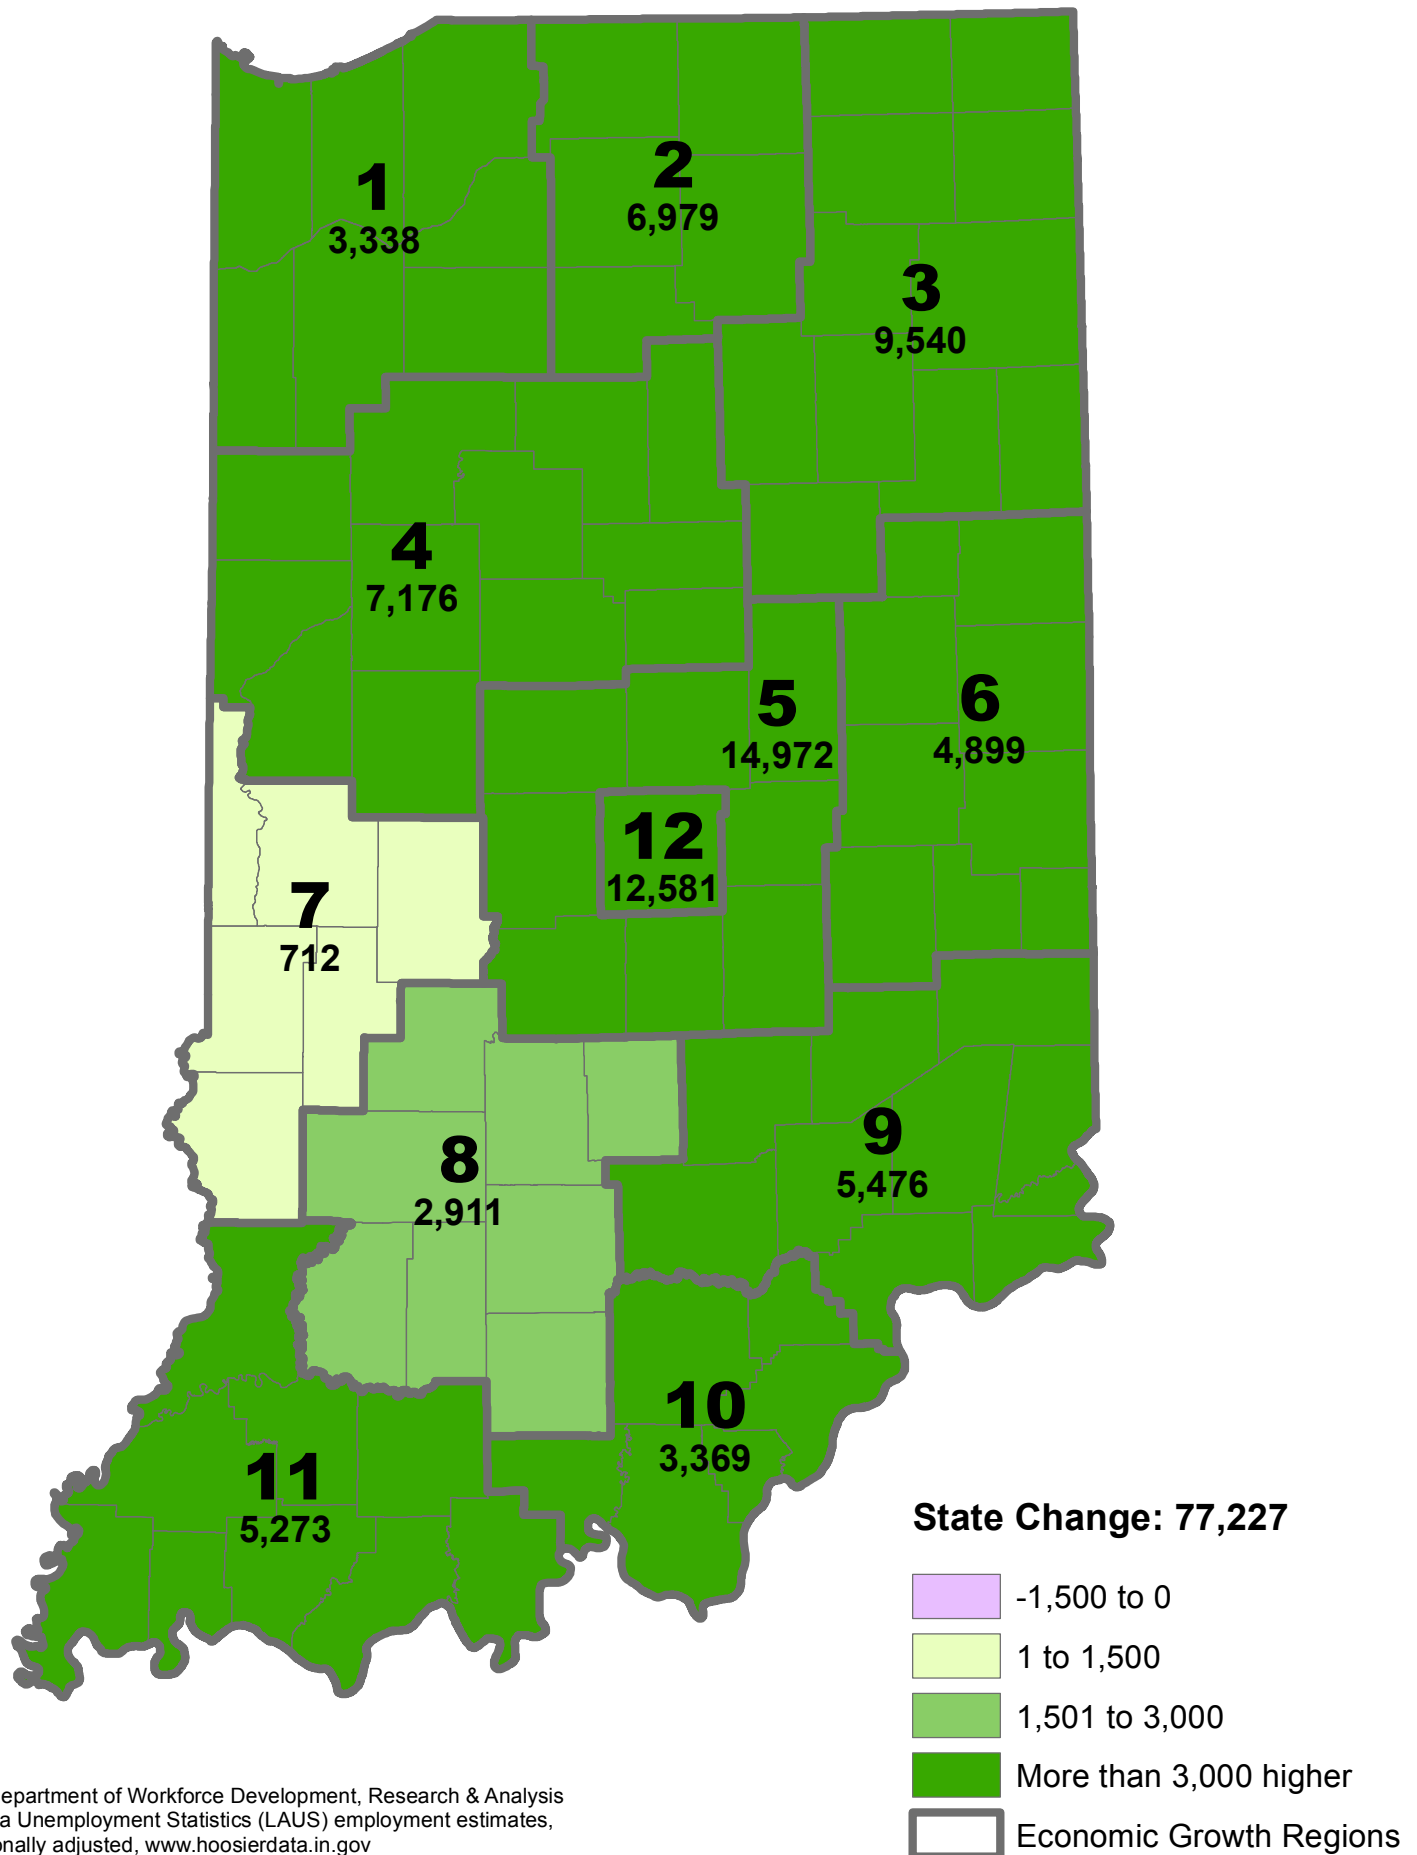 1
3,338
2
6,979
3
9,540
4
7,176
5
14,972
6
4,899
12
12,581
7
712
8
2,911
9
5,476
10
3,369
11
5,273
State Change: 77,227
-1,500 to 0
1 to 1,500
1,501 to 3,000
More than 3,000 higher
Economic Growth Regions
epartment of Workforce Development, Research & Analysis
a Unemployment Statistics (LAUS) employment estimates,
onally adjusted, www.hoosierdata.in.gov